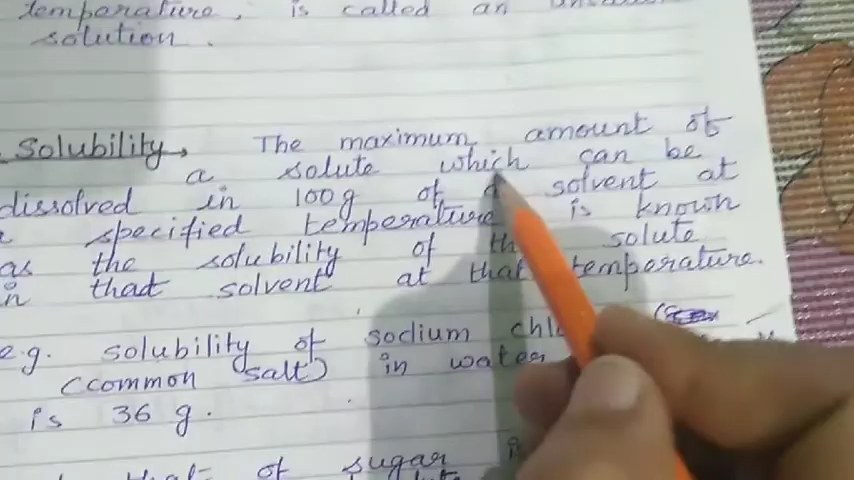 temperature, is called an
solution.
Solubility, The maximum amount of
a solute which can be
dissolved in 100g of a solvent at
specified temperature is known
as the solubility of the solute
in that solvent at that temperature.
e.g. solubility of sodium
(common salt) in water
is 36 g.
that of sugar